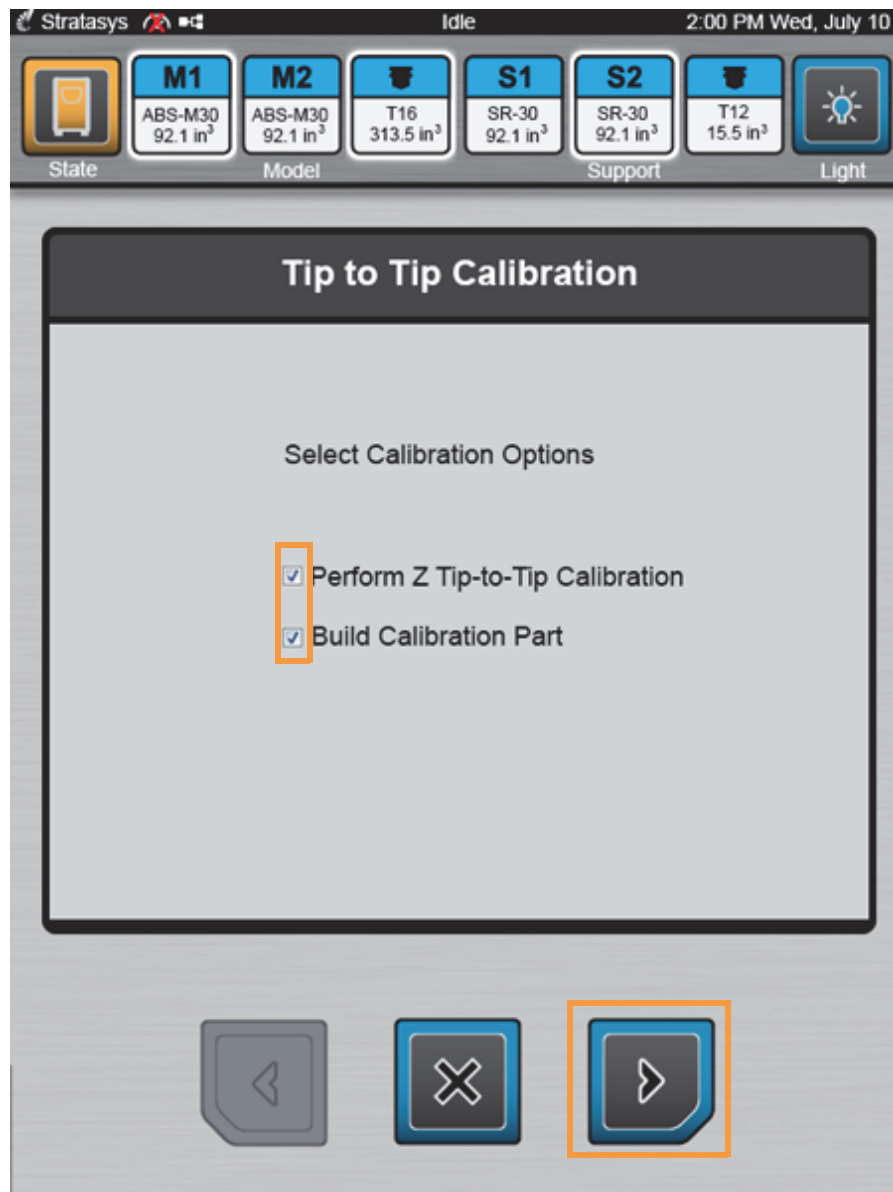 Stratasys Idle 2:00 PM Wed, July 10
M1 M2 S1 S2
ABS-M30 ABS-M30 T16 SR-30 SR-30 T12
92.1 in³ 92.1 in³ 313.5 in³ 92.1 in³ 92.1 in³ 15.5 in³
State Model Support Light
Tip to Tip Calibration
Select Calibration Options
Perform Z Tip-to-Tip Calibration
Build Calibration Part